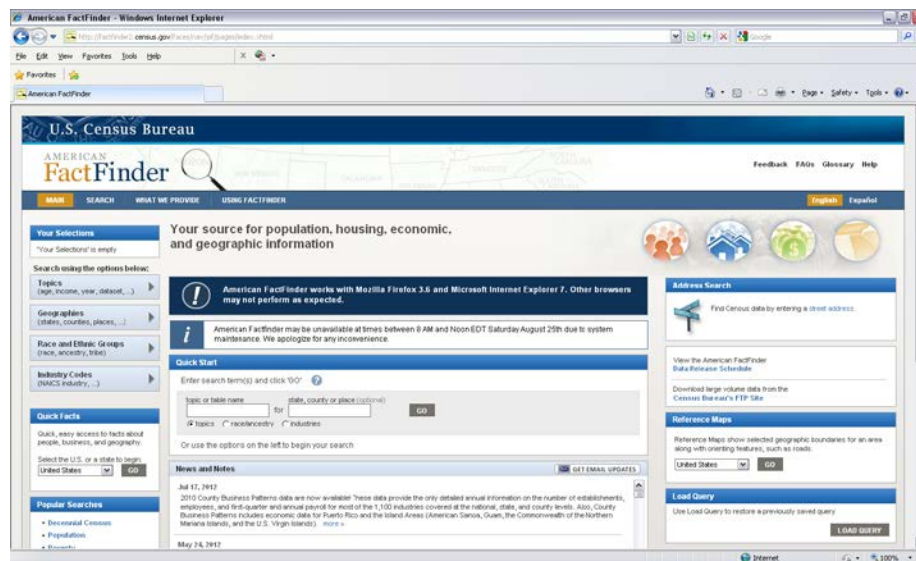 American FactFinder - Windows Internet Explorer
http://factfinder2.census.gov/faces/nav/jsf/pages/index.xhtml
Google
File Edit View Favorites Tools Help
Favorites
American FactFinder
Page Safety Tools
U.S. Census Bureau
AMERICAN
FactFinder
Feedback FAQs Glossary Help
MAIN SEARCH WHAT WE PROVIDE USING FACTFINDER
English Español
Your Selections
'Your Selections' is empty
Search using the options below:
Topics
(age, income, year, dataset, ...)
Geographies
(states, counties, places, ...)
Race and Ethnic Groups
(race, ancestry, tribe)
Industry Codes
(NAICS industry, ...)
Quick Facts
Quick, easy access to facts about
people, business, and geography.
Select the U.S. or a state to begin:
United States GO
Popular Searches
• Decennial Census
• Population
• Poverty
Your source for population, housing, economic,
and geographic information
American FactFinder works with Mozilla Firefox 3.6 and Microsoft Internet Explorer 7. Other browsers
may not perform as expected.
American Factfinder may be unavailable at times between 8 AM and Noon EDT Saturday August 25th due to system
maintenance. We apologize for any inconvenience.
Quick Start
Enter search term(s) and click 'GO'
topic or table name
state, county or place (optional)
for
GO
topics race/ancestry industries
Or use the options on the left to begin your search
News and Notes
GET EMAIL UPDATES
Jul 17, 2012
2010 County Business Patterns data are now available! These data provide the only detailed annual information on the number of establishments,
employees, and first-quarter and annual payroll for most of the 1,100 industries covered at the national, state, and county levels. Also, County
Business Patterns includes economic data for Puerto Rico and the Island Areas (American Samoa, Guam, the Commonwealth of the Northern
Mariana Islands, and the U.S. Virgin Islands). more »
May 24, 2012
Address Search
Find Census data by entering a street address.
View the American FactFinder
Data Release Schedule
Download large volume data from the
Census Bureau's FTP Site
Reference Maps
Reference Maps show selected geographic boundaries for an area
along with orienting features, such as roads.
United States GO
Load Query
Use Load Query to restore a previously saved query
LOAD QUERY
Internet
100%